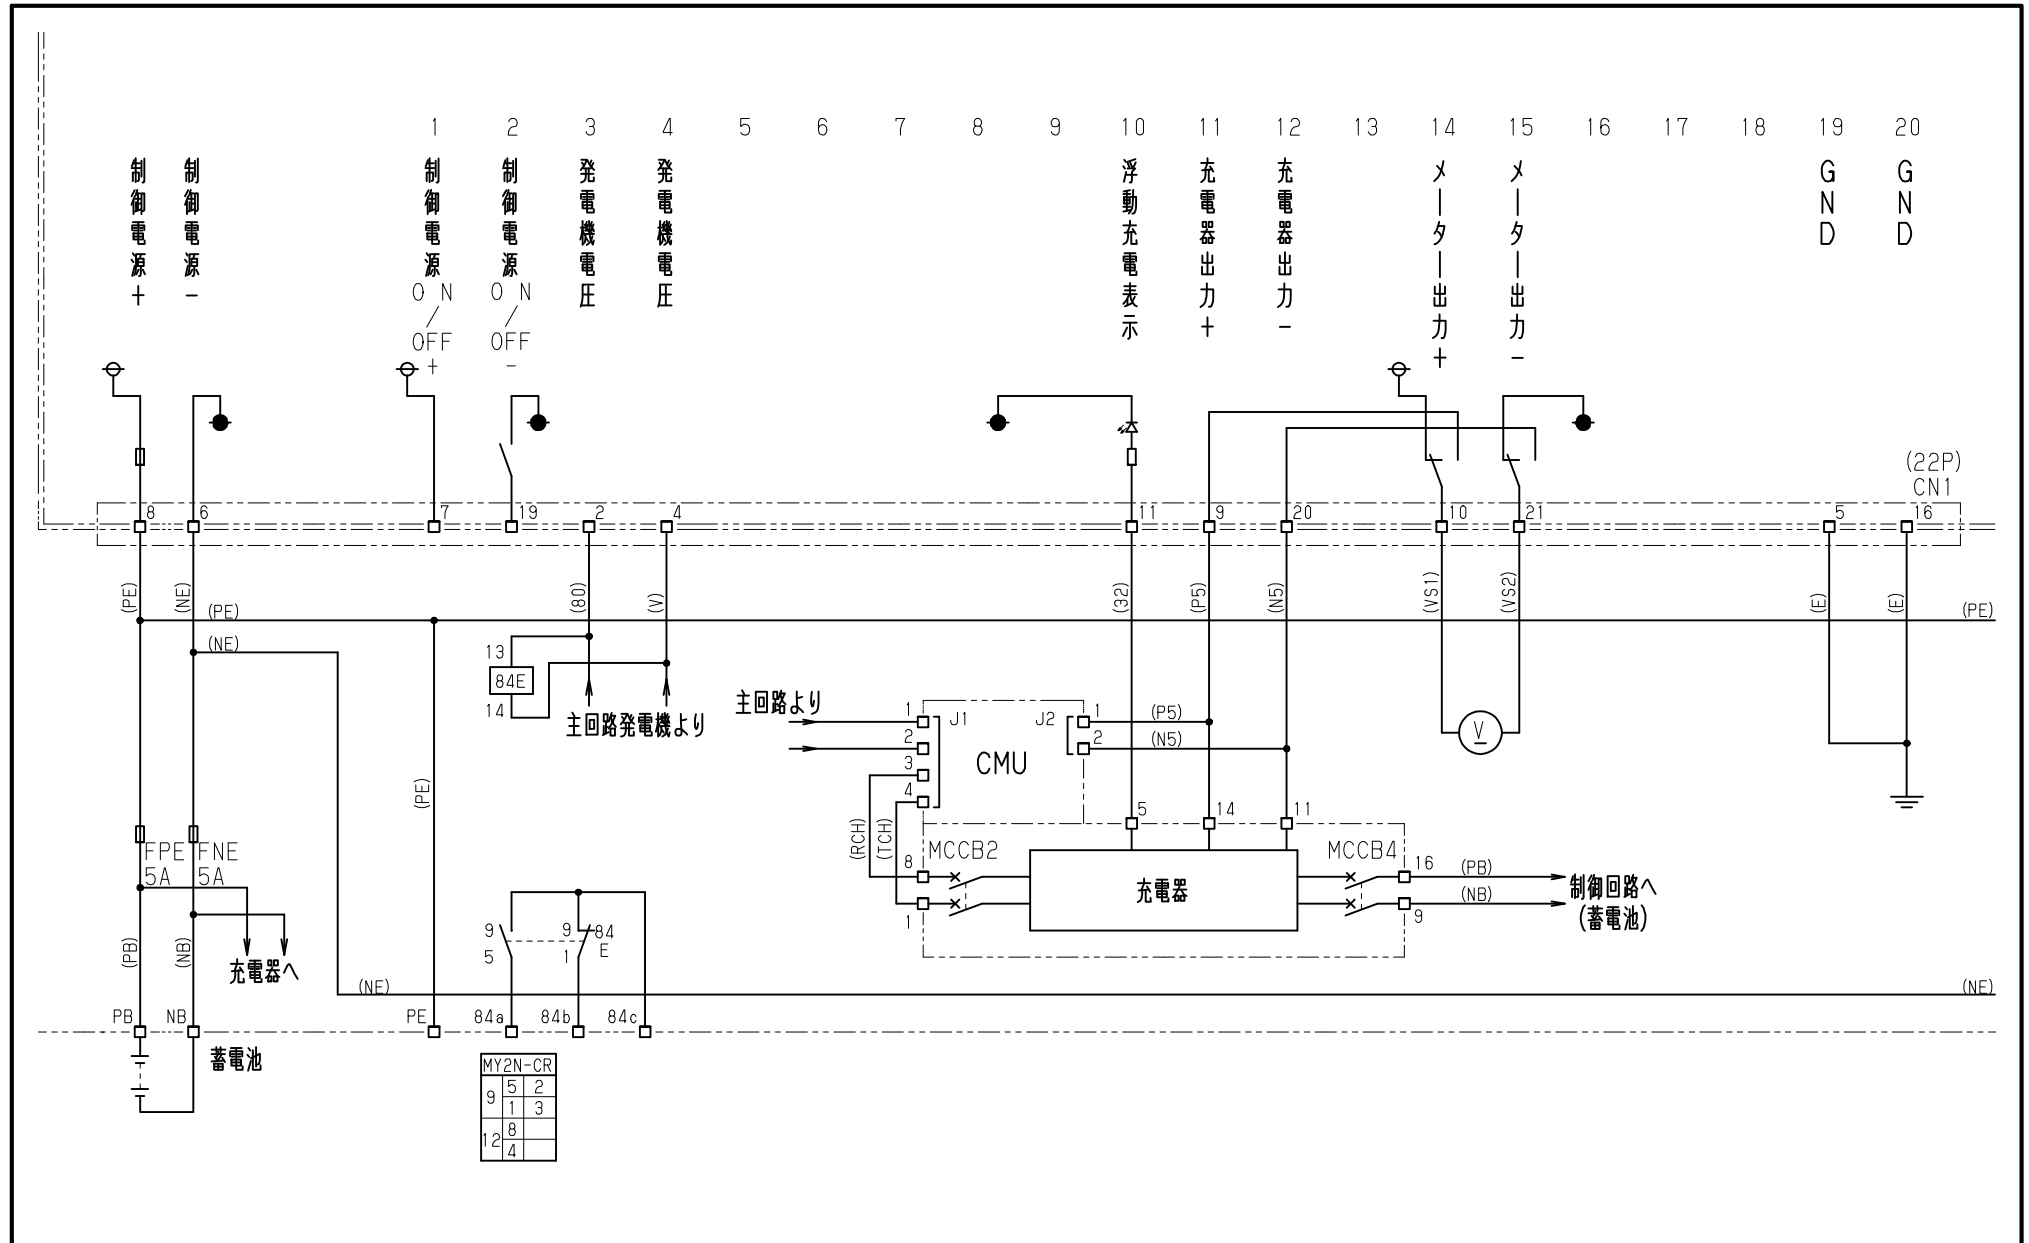 1 2 3 4 5 6 7 8 9 10 11 12 13 14 15 16 17 18 19 20
制御電源+
制御電源-
制御電源ON/OFF+
制御電源ON/OFF-
発電機電圧
発電機電圧
浮動充電表示
充電器出力+
充電器出力-
メーター出力+
メーター出力-
GND
GND
(22P)
CN1
8 6 7 19 2 4 11 9 20 10 21 5 16
(PE) (NE) (80) (V) (32) (P5) (N5) (VS1) (VS2) (E) (E)
(PE) (PE)
(NE)
13
84E
14
主回路発電機より
主回路より
1 J1 J2 1 (P5)
2 2 (N5)
CMU
3
4
V
(PE)
(RCH) (TCH)
5 14 11
FPE FNE
5A 5A
MCCB2 MCCB4
8 16 (PB)
充電器
制御回路へ
(NB)
(蓄電池)
1 9
9 9 84
E
5 1
(PB) (NB)
充電器へ
(NE) (NE)
PB NB PE 84a 84b 84c
蓄電池
MY2N-CR
9 5 2
1 3
12 8
4